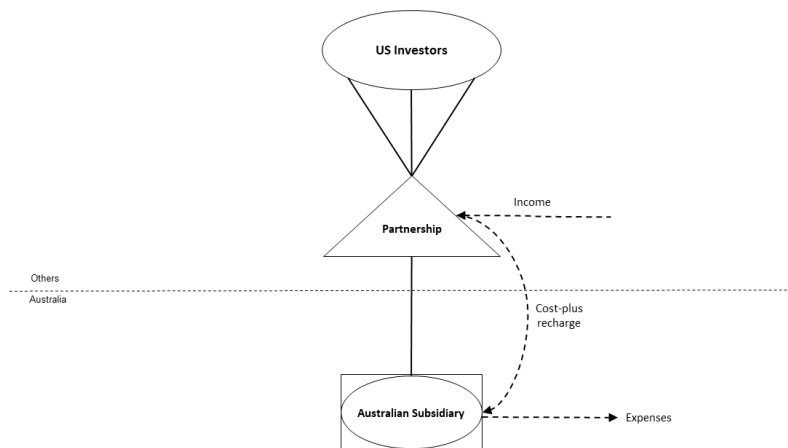 US Investors
Income
Partnership
Others
Australia
Cost-plus
recharge
Australian Subsidiary
Expenses